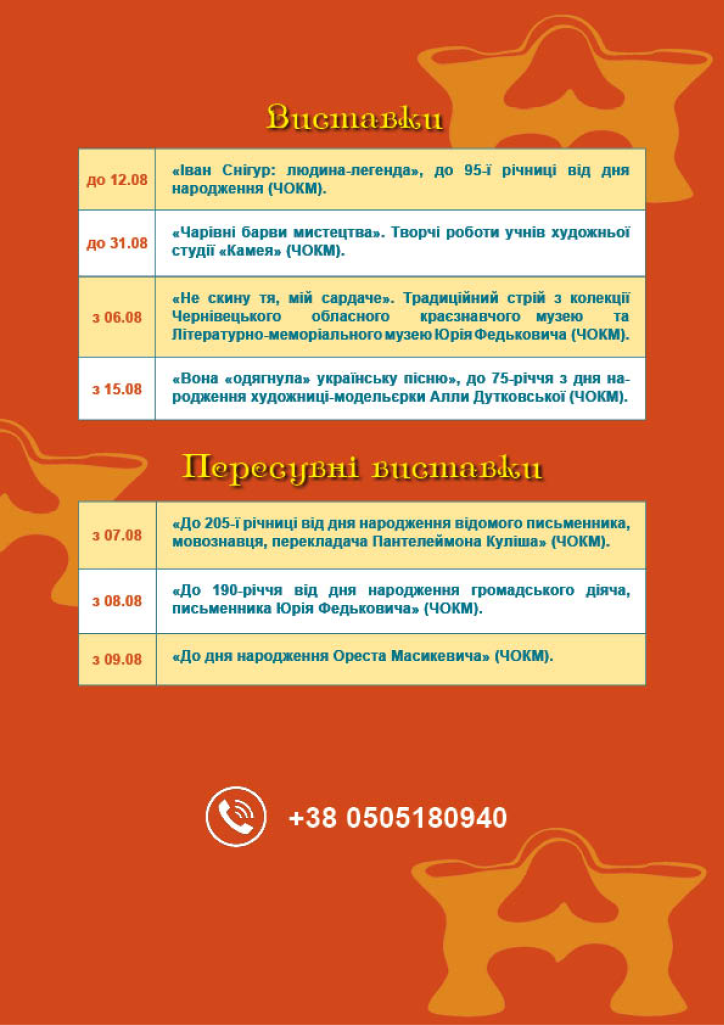 Виставки
до 12.08
«Іван Снігур: людина-легенда», до 95-ї річниці від дня
народження (ЧОКМ).
до 31.08
«Чарівні барви мистецтва». Творчі роботи учнів художньої
студії «Камея» (ЧОКМ).
з 06.08
«Не скину тя, мій сардаче». Традиційний стрій з колекції
Чернівецького обласного краєзнавчого музею та
Літературно-меморіального музею Юрія Федьковича (ЧОКМ).
з 15.08
«Вона «одягнула» українську пісню», до 75-річчя з дня на-
родження художниці-модельєрки Алли Дутковської (ЧОКМ).
Пересувні виставки
з 07.08
«До 205-ї річниці від дня народження відомого письменника,
мовознавця, перекладача Пантелеймона Куліша» (ЧОКМ).
з 08.08
«До 190-річчя від дня народження громадського діяча,
письменника Юрія Федьковича» (ЧОКМ).
з 09.08
«До дня народження Ореста Масикевича» (ЧОКМ).
+38 0505180940